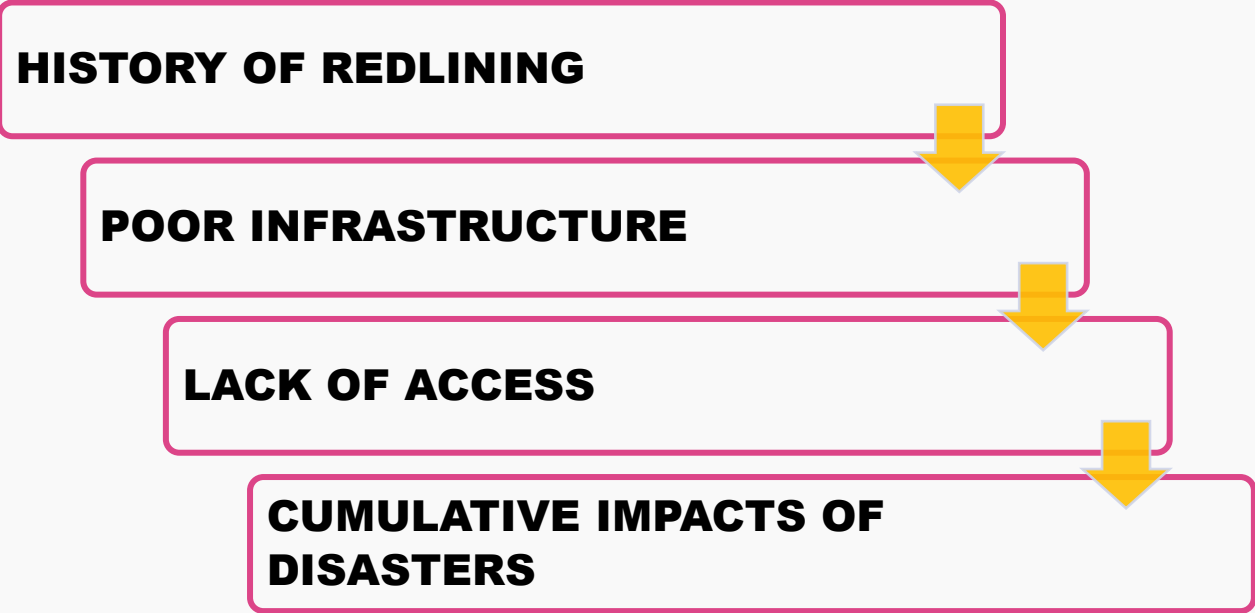 HISTORY OF REDLINING
POOR INFRASTRUCTURE
LACK OF ACCESS
CUMULATIVE IMPACTS OF
DISASTERS